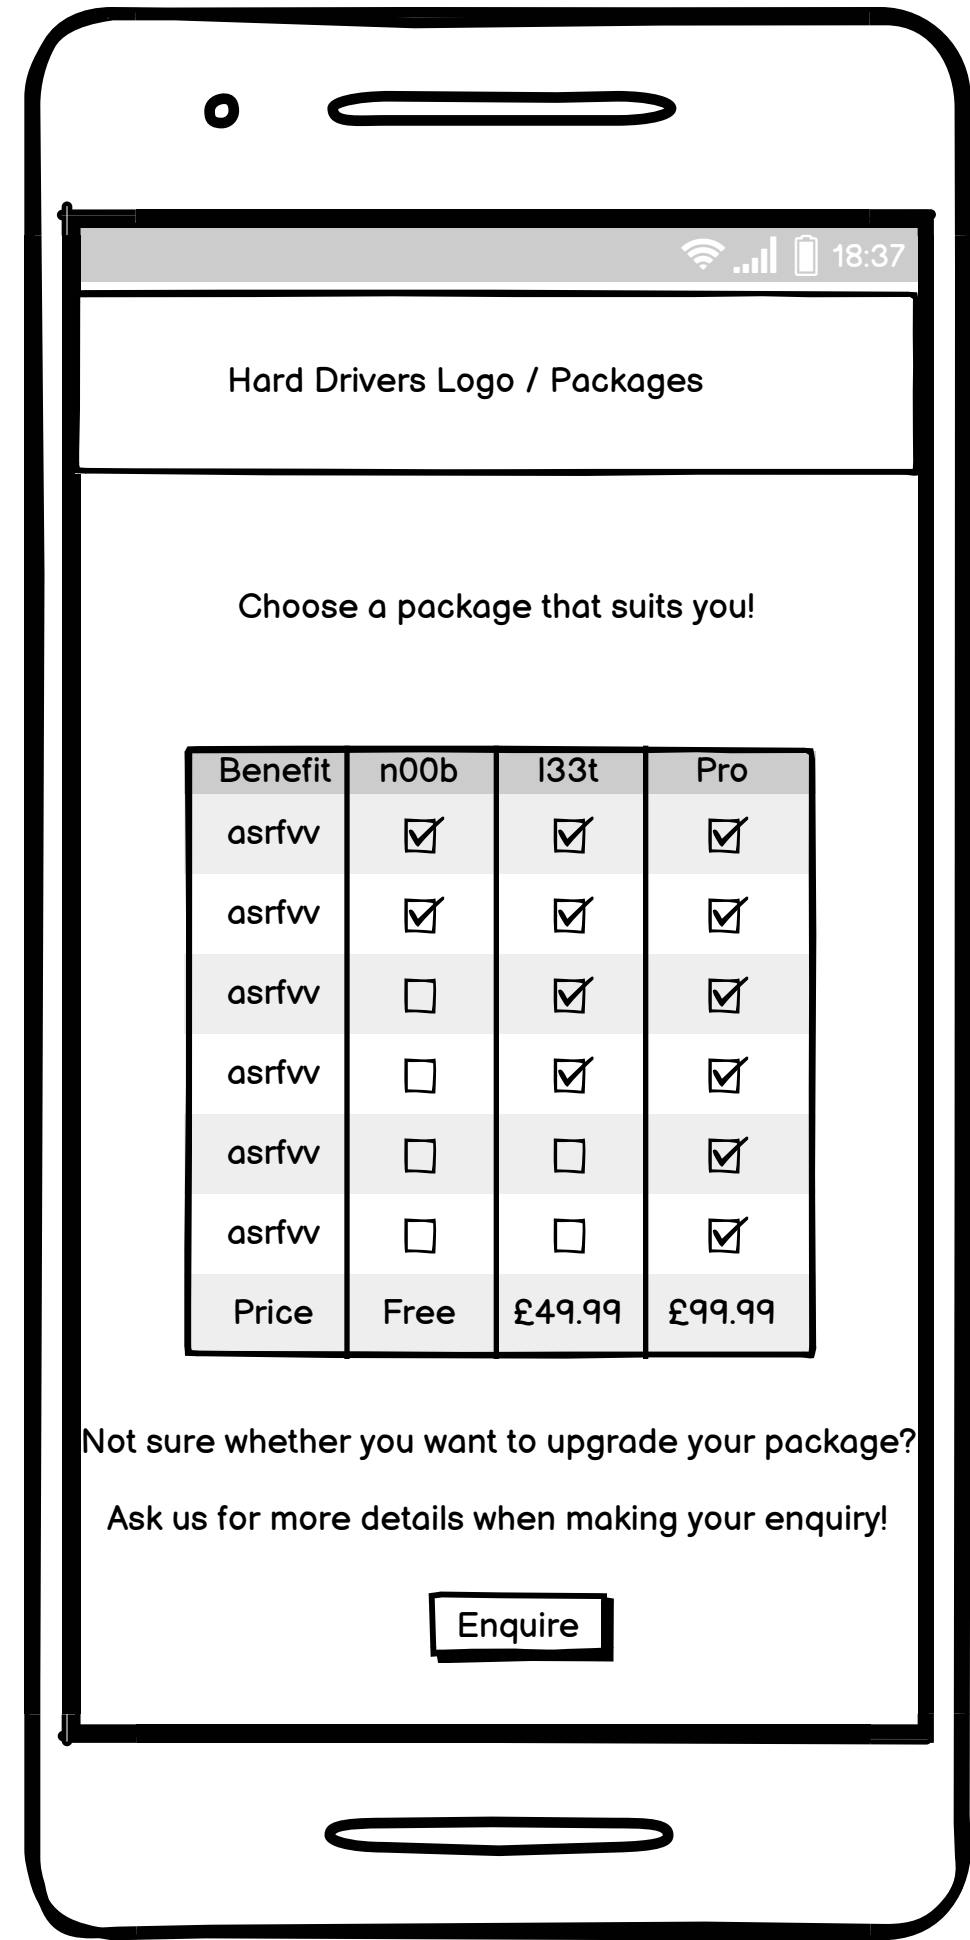 18:37
Hard Drivers Logo / Packages
Choose a package that suits you!
Benefit n00b l33t Pro
asrfvv
asrfvv
asrfvv
asrfvv
asrfvv
asrfvv
Price Free £49.99 £99.99
Not sure whether you want to upgrade your package?
Ask us for more details when making your enquiry!
Enquire